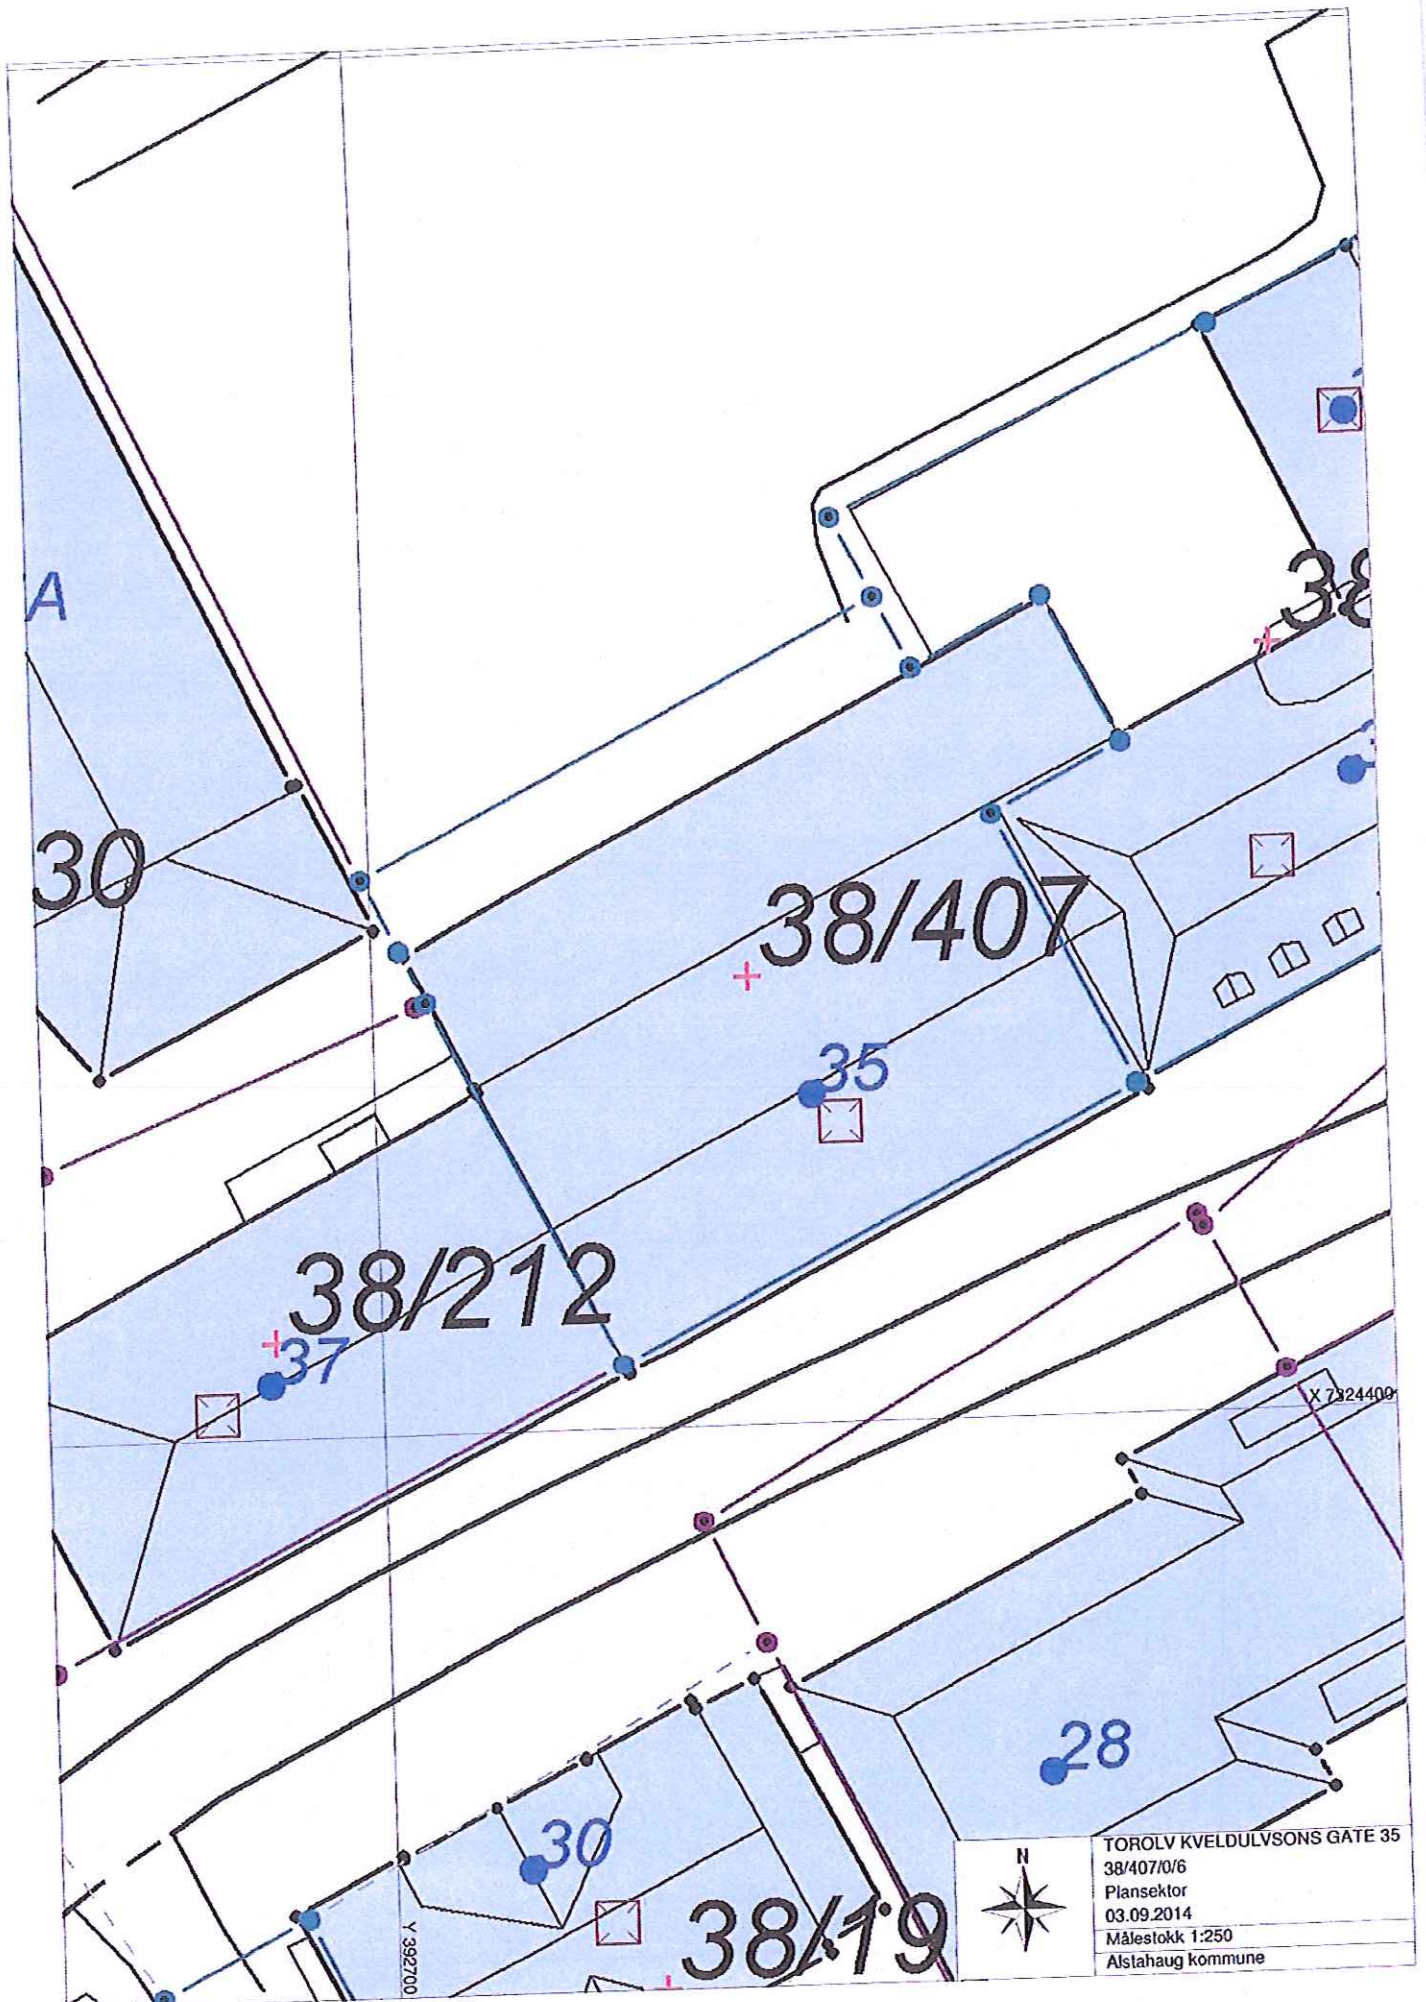 A
38
30
38/407
35
38/212
37
X 7324400
28
30
38/19
Y 392700
N
TOROLV KVELDULVSONS GATE 35
38/407/0/6
Plansektor
03.09.2014
Målestokk 1:250
Alstahaug kommune